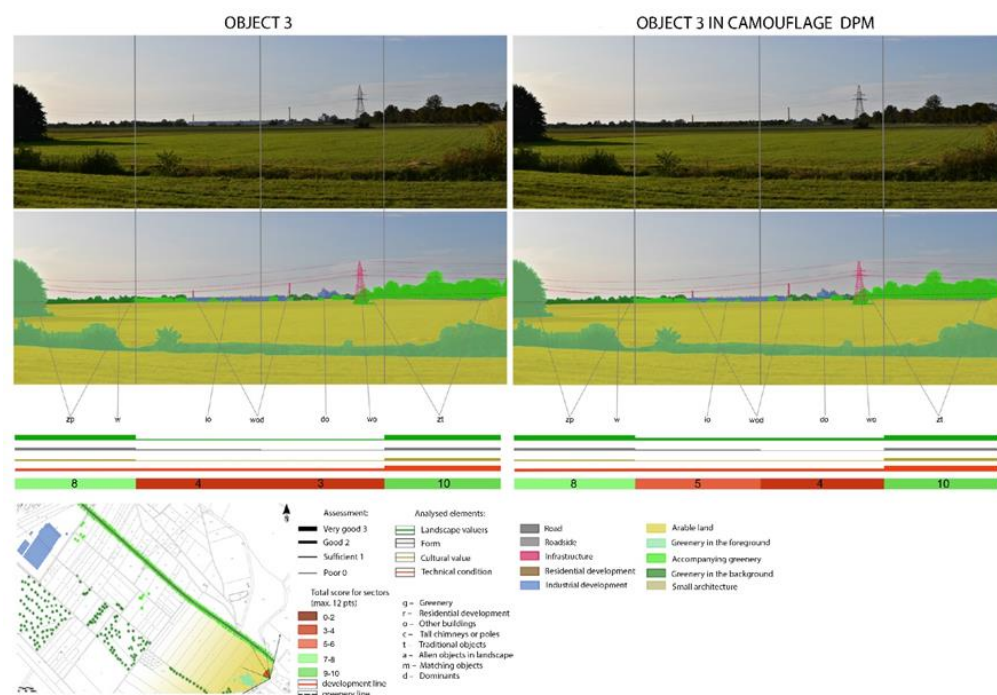 OBJECT 3
OBJECT 3 IN CAMOUFLAGE DPM
zp w io wod do wo zt
zp w io wod do wo zt
8 4 3 10
8 5 4 10
Assessment:
Very good 3
Good 2
Sufficient 1
Poor 0
Total score for sectors
(max. 12 pts)
0-2
3-4
5-6
7-8
9-10
development line
greenery line
Analysed elements:
Landscape valuers
Form
Cultural value
Technical condition
g – Greenery
r – Residential development
o – Other buildings
c – Tall chimneys or poles
t – Traditional objects
a – Alien objects in landscape
m – Matching objects
d – Dominants
Road
Roadside
Infrastructure
Residential development
Industrial development
Arable land
Greenery in the foreground
Accompanying greenery
Greenery in the background
Small architecture